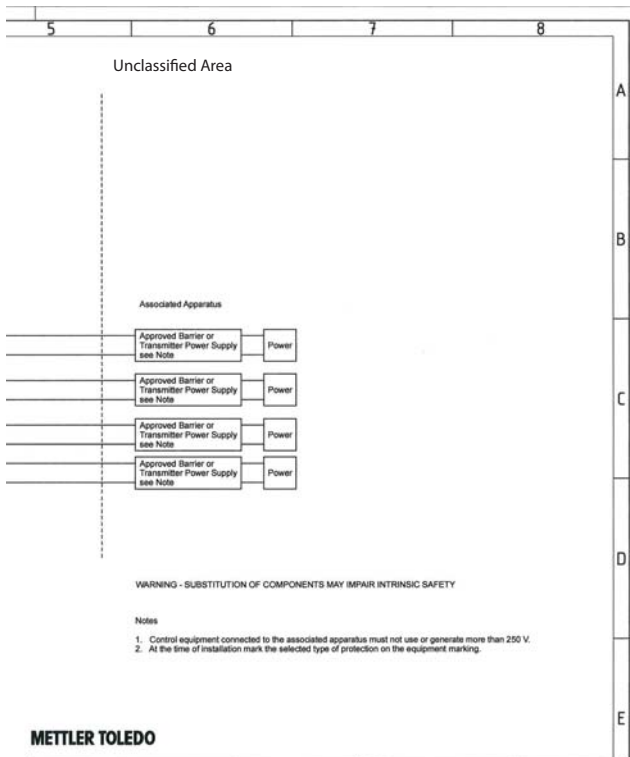 5 6 7 8
Unclassified Area
A
B
Associated Apparatus
Approved Barrier or
Transmitter Power Supply
see Note
Power
C
Approved Barrier or
Transmitter Power Supply
see Note
Power
Approved Barrier or
Transmitter Power Supply
see Note
Power
Approved Barrier or
Transmitter Power Supply
see Note
Power
D
WARNING - SUBSTITUTION OF COMPONENTS MAY IMPAIR INTRINSIC SAFETY
Notes
1. Control equipment connected to the associated apparatus must not use or generate more than 250 V.
2. At the time of installation mark the selected type of protection on the equipment marking.
E
METTLER TOLEDO